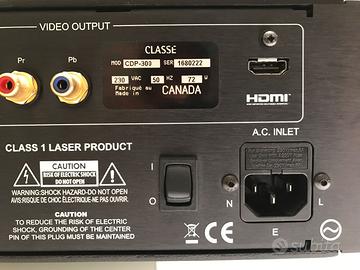 VIDEO OUTPUT
Pr
Pb
CLASSE
MOD CDP-300 SER 1680222
230 VAC 50 HZ 72 W
Fabriqué au
Made in CANADA
HDMI
CLASS 1 LASER PRODUCT
A.C. INLET
CAUTION
RISK OF ELECTRIC SHOCK
DO NOT OPEN
WARNING:SHOCK HAZARD-DO NOT OPEN
AVIS:RISQUE DE CHOC ÉLECTRIQUE-NE PAS OUVRIR
I
O
N
L
E
CAUTION
TO REDUCE THE RISK OF ELECTRIC
SHOCK, GROUNDING OF THE CENTER
PIN OF THIS PLUG MUST BE MAINTAINED.
CE
subito